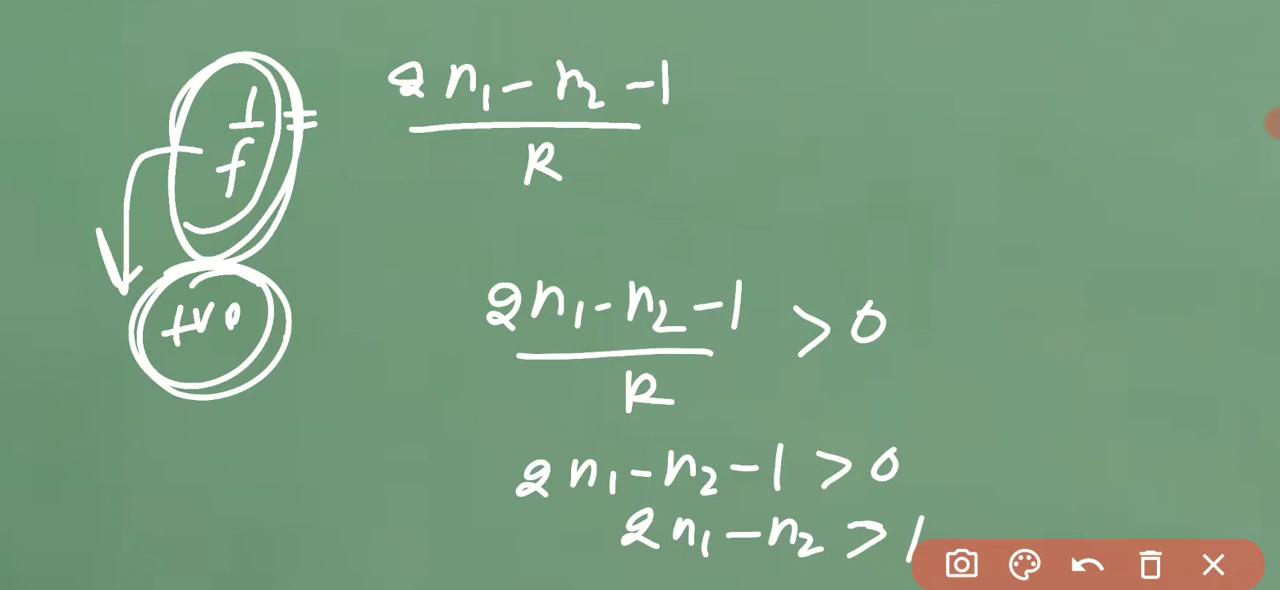 1/f = (2n₁ - n₂ - 1)/R
+ve
(2n₁ - n₂ - 1)/R > 0
2n₁ - n₂ - 1 > 0
2n₁ - n₂ > 1